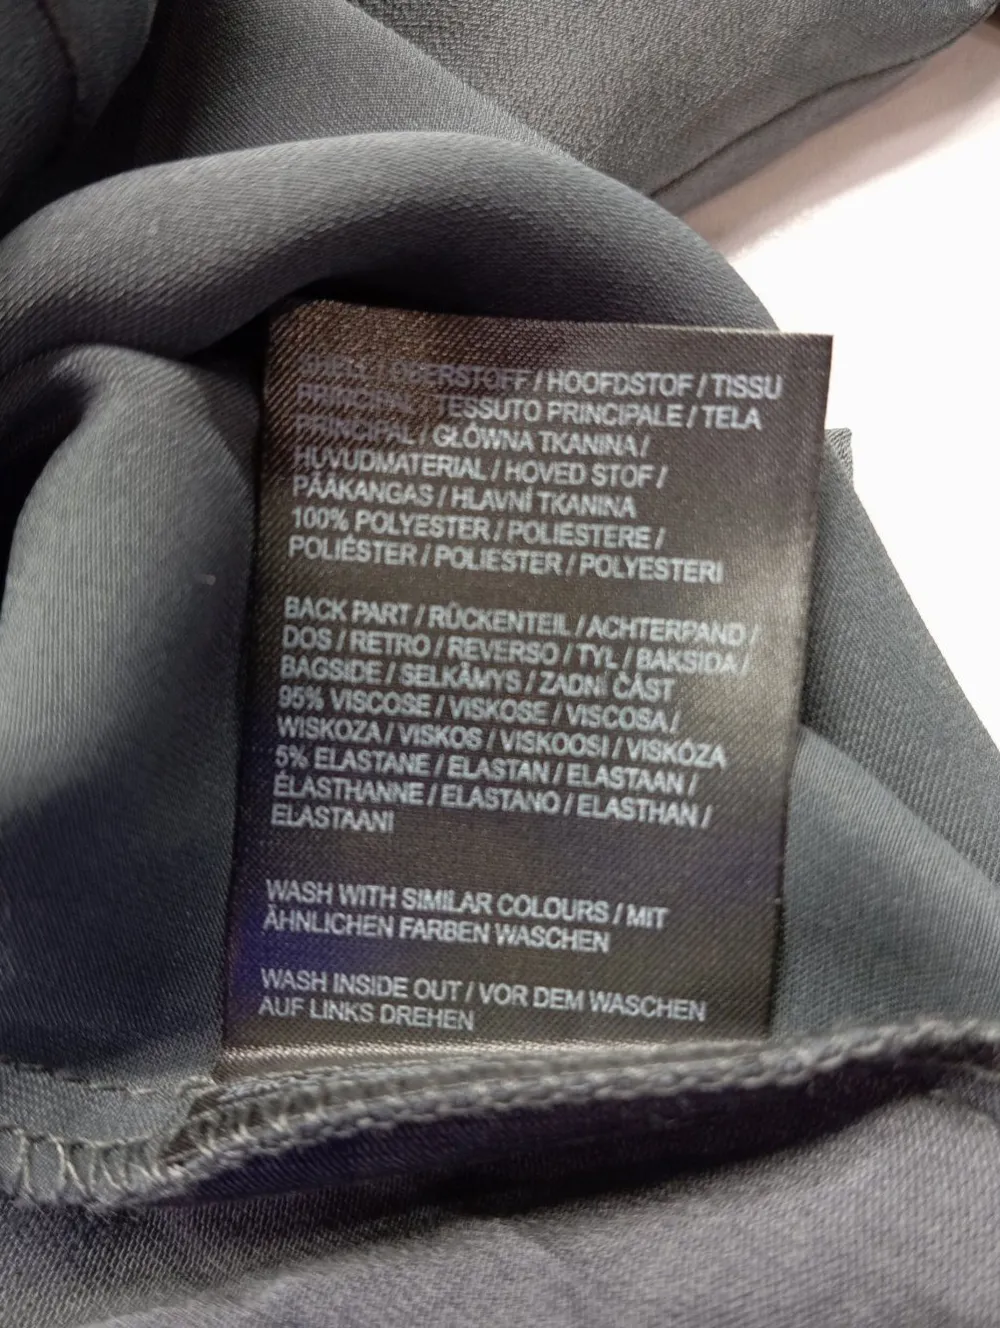 SHELL / OBERSTOFF / HOOFDSTOF / TISSU
PRINCIPAL / TESSUTO PRINCIPALE / TELA
PRINCIPAL / GŁÓWNA TKANINA /
HUVUDMATERIAL / HOVED STOF /
PÄÄKANGAS / HLAVNÍ TKANINA
100% POLYESTER / POLIESTERE /
POLIÉSTER / POLIESTER / POLYESTERI
BACK PART / RÜCKENTEIL / ACHTERPAND /
DOS / RETRO / REVERSO / TYL / BAKSIDA /
BAGSIDE / SELKÄMYS / ZADNÍ ČÁST
95% VISCOSE / VISKOSE / VISCOSA /
WISKOZA / VISKOS / VISKOOSI / VISKÓZA
5% ELASTANE / ELASTAN / ELASTAAN /
ÉLASTHANNE / ELASTANO / ELASTHAN /
ELASTAANI
WASH WITH SIMILAR COLOURS / MIT
ÄHNLICHEN FARBEN WASCHEN
WASH INSIDE OUT / VOR DEM WASCHEN
AUF LINKS DREHEN